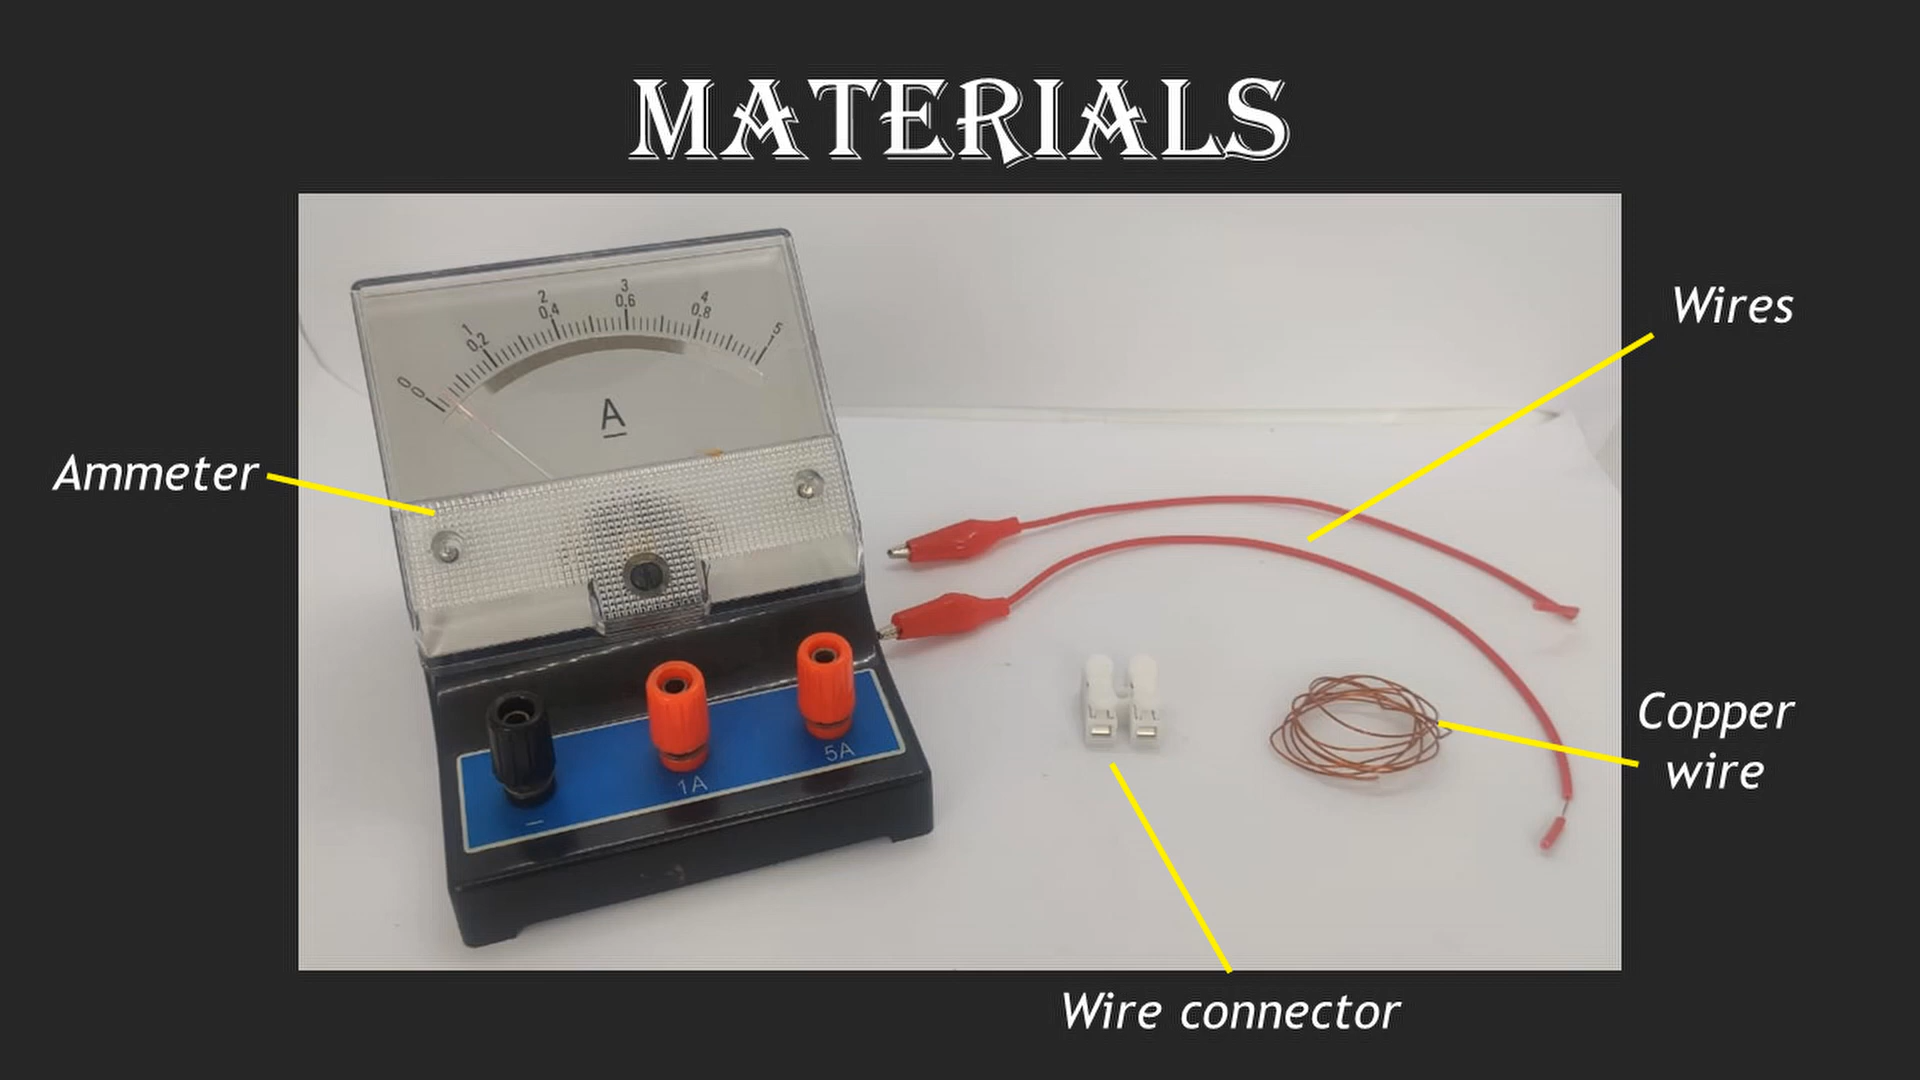 MATERIALS
Wires
Ammeter
Copper
wire
Wire connector
0 1 2 3 4 5
0 0.2 0.4 0.6 0.8
A
1A
5A
–